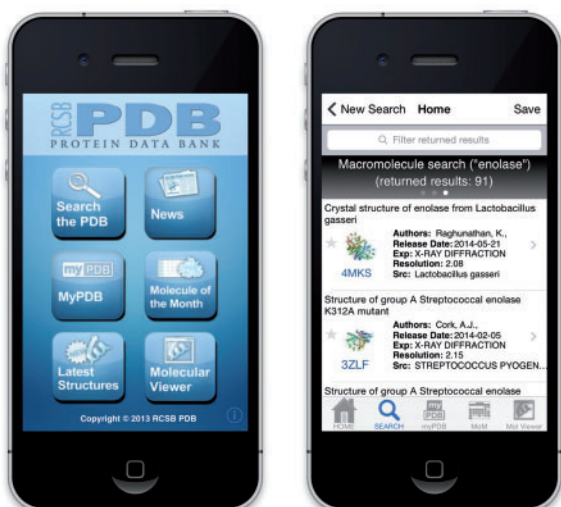 RCSB
PDB
PROTEIN DATA BANK
Search
the PDB
News
myPDB
MyPDB
Molecule of
the Month
Latest
Structures
Molecular
Viewer
Copyright © 2013 RCSB PDB
New Search Home Save
Filter returned results
Macromolecule search ("enolase")
(returned results: 91)
Crystal structure of enolase from Lactobacillus
gasseri
Authors: Raghunathan, K.,
Release Date: 2014-05-21
Exp: X-RAY DIFFRACTION
Resolution: 2.08
Src: Lactobacillus gasseri
4MKS
Structure of group A Streptococcal enolase
K312A mutant
Authors: Cork, A.J.,
Release Date: 2014-02-05
Exp: X-RAY DIFFRACTION
Resolution: 2.15
Src: STREPTOCOCCUS PYOGEN...
3ZLF
Structure of group A Streptococcal enolase
my
PDB
HOME SEARCH myPDB MoM Mol Viewer